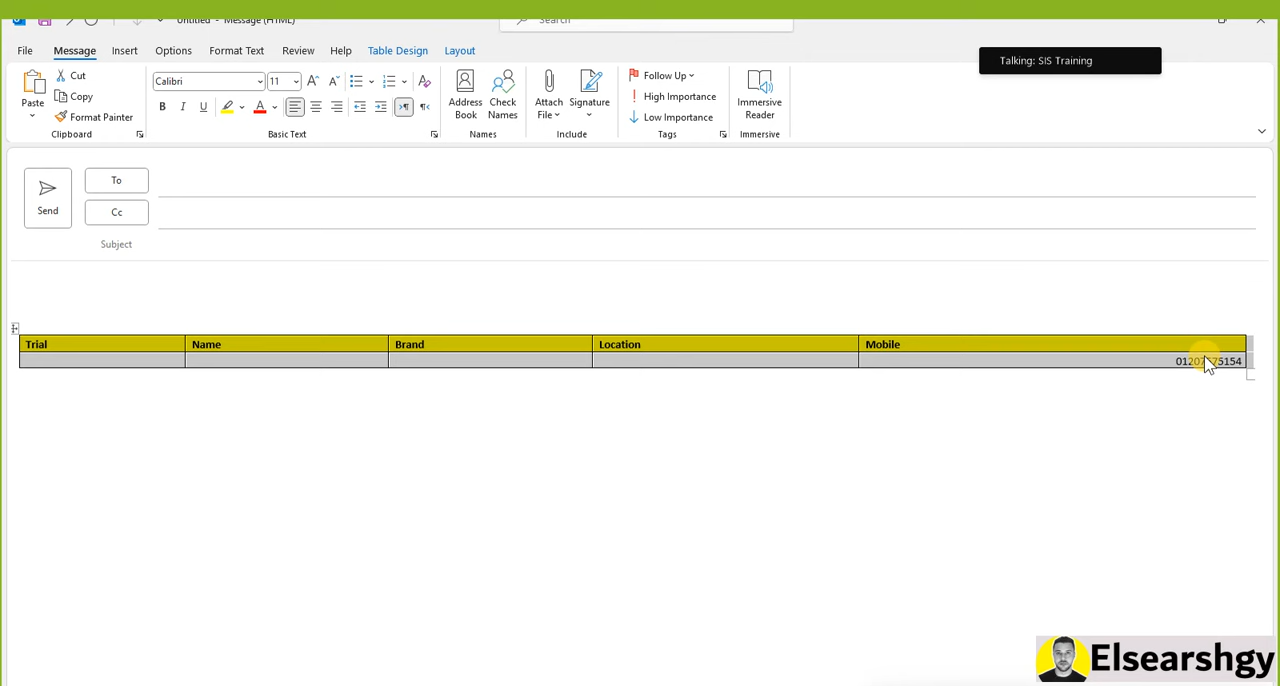 Untitled - Message (HTML)
Search
File Message Insert Options Format Text Review Help Table Design Layout
Talking: SIS Training
Paste
Cut
Copy
Format Painter
Clipboard
Calibri 11
B I U A
Basic Text
Address Book
Check Names
Names
Attach File
Signature
Include
Follow Up
High Importance
Low Importance
Tags
Immersive Reader
Immersive
Send
To
Cc
Subject
Trial Name Brand Location Mobile
Elsearshgy